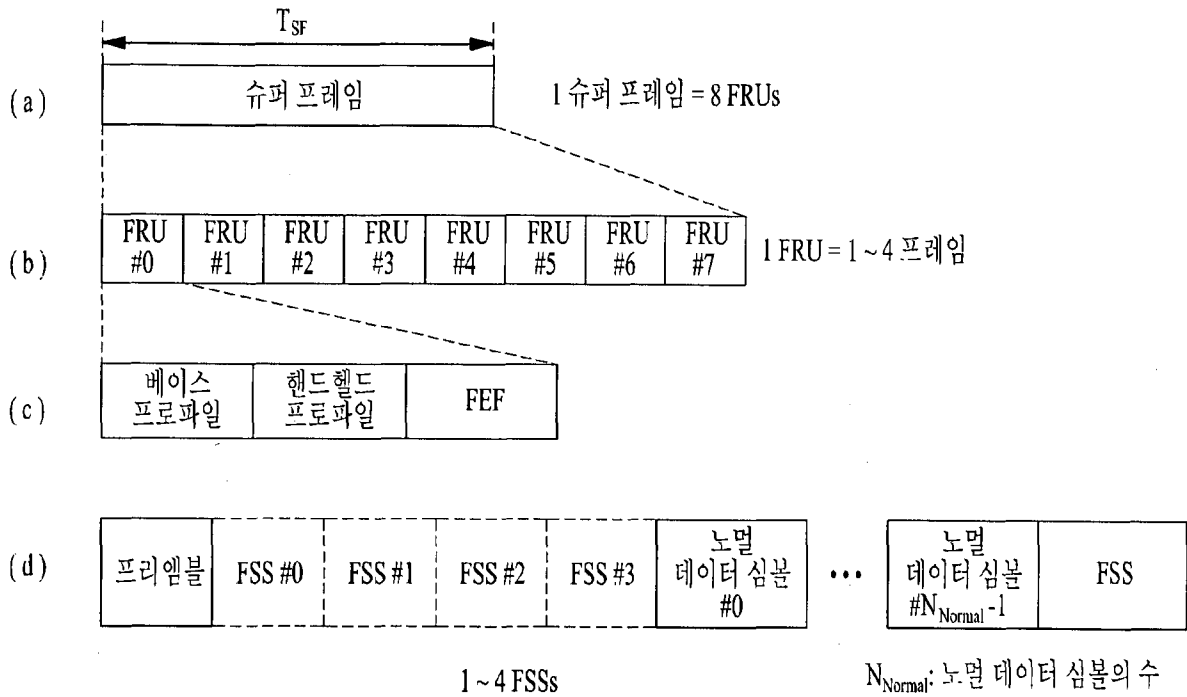 T_SF
(a)
슈퍼 프레임
1 슈퍼 프레임 = 8 FRUs
(b)
FRU #0
FRU #1
FRU #2
FRU #3
FRU #4
FRU #5
FRU #6
FRU #7
1 FRU = 1 ~ 4 프레임
(c)
베이스
프로파일
핸드헬드
프로파일
FEF
(d)
프리앰블
FSS #0
FSS #1
FSS #2
FSS #3
노멀
데이터 심볼
#0
•••
노멀
데이터 심볼
#N_Normal -1
FSS
1 ~ 4 FSSs
N_Normal: 노멀 데이터 심볼의 수